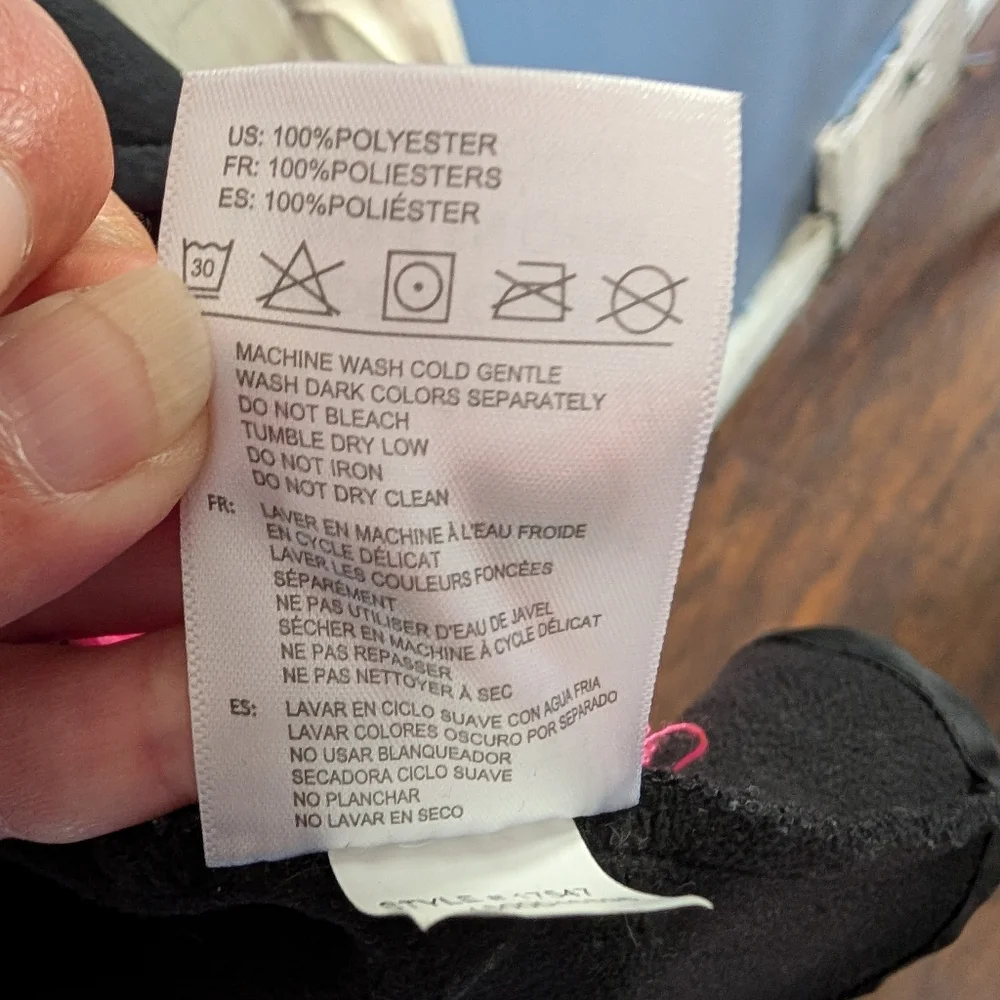 US: 100%POLYESTER
FR: 100%POLIESTERS
ES: 100%POLIÉSTER
30
MACHINE WASH COLD GENTLE
WASH DARK COLORS SEPARATELY
DO NOT BLEACH
TUMBLE DRY LOW
DO NOT IRON
DO NOT DRY CLEAN
FR: LAVER EN MACHINE À L'EAU FROIDE
EN CYCLE DÉLICAT
LAVER LES COULEURS FONCÉES
SÉPARÉMENT
NE PAS UTILISER D'EAU DE JAVEL
SÉCHER EN MACHINE À CYCLE DÉLICAT
NE PAS REPASSER
NE PAS NETTOYER À SEC
ES: LAVAR EN CICLO SUAVE CON AGUA FRIA
LAVAR COLORES OSCURO POR SEPARADO
NO USAR BLANQUEADOR
SECADORA CICLO SUAVE
NO PLANCHAR
NO LAVAR EN SECO
STYLE